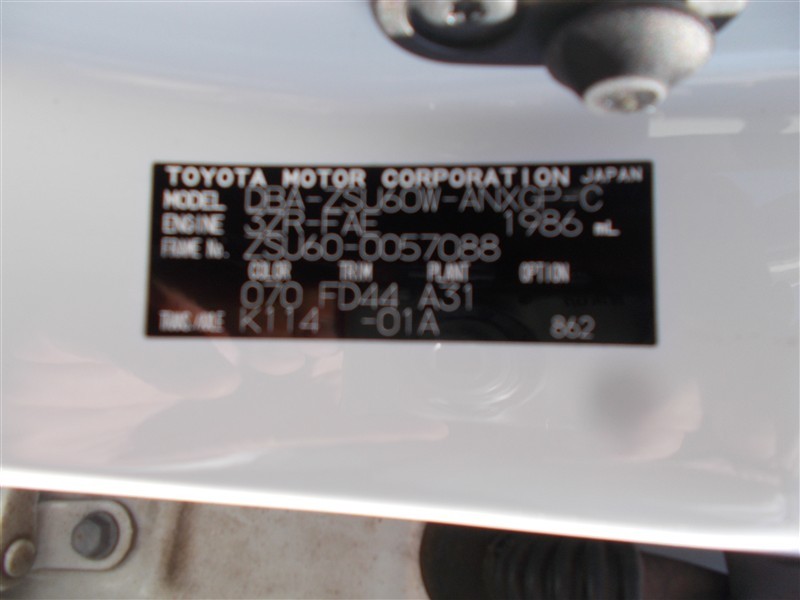 TOYOTA MOTOR CORPORATION JAPAN
MODEL DBA-ZSU60W-ANXGP-C
ENGINE 3ZR-FAE 1986 mL
FRAME No. ZSU60-0057088
COLOR TRIM PLANT OPTION
070 FD44 A31
TRANS/AXLE K114 -01A 862